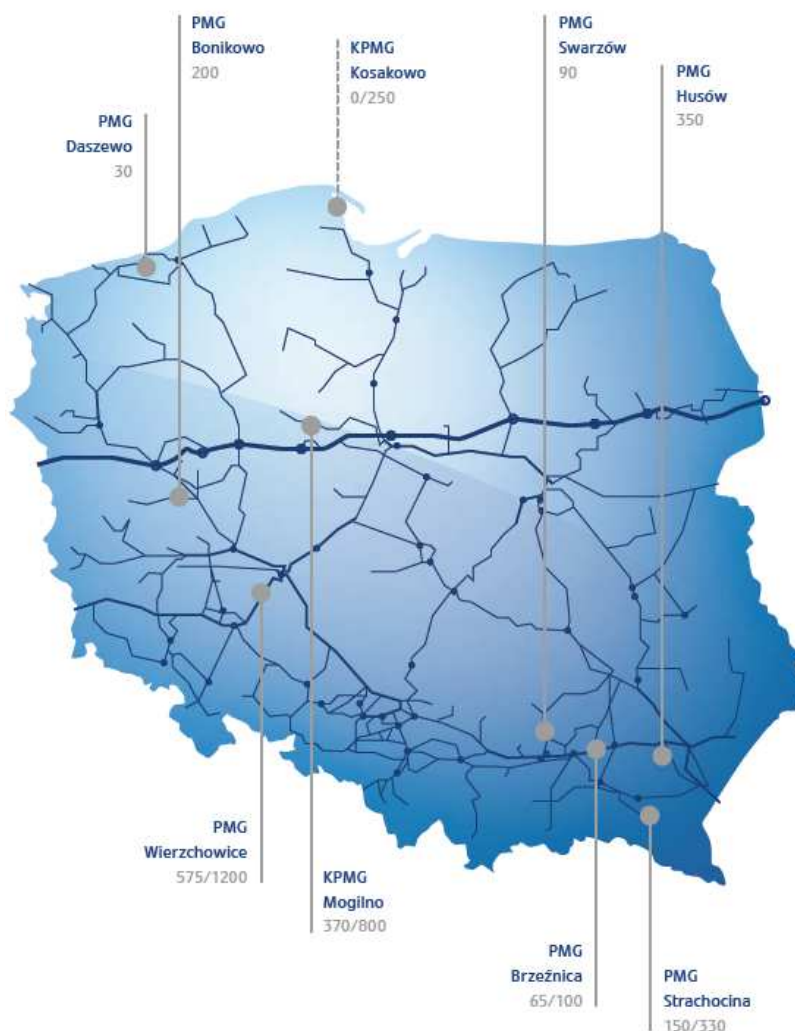 PMG
Bonikowo
200
KPMG
Kosakowo
0/250
PMG
Swarzów
90
PMG
Husów
350
PMG
Daszewo
30
PMG
Wierzchowice
575/1200
KPMG
Mogilno
370/800
PMG
Brzeźnica
65/100
PMG
Strachocina
150/330